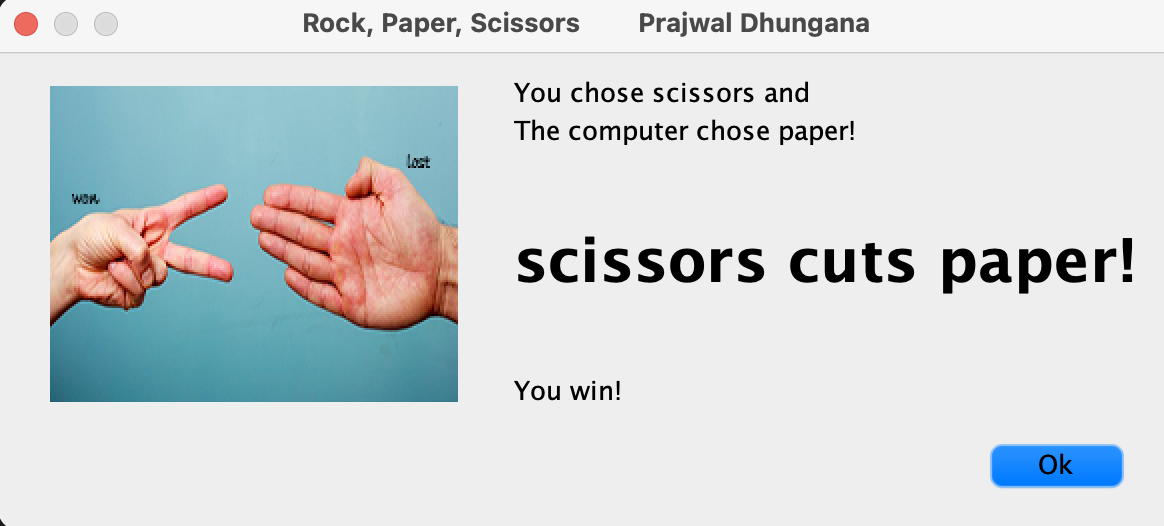 Rock, Paper, Scissors Prajwal Dhungana
You chose scissors and
The computer chose paper!
won
lost
scissors cuts paper!
You win!
Ok